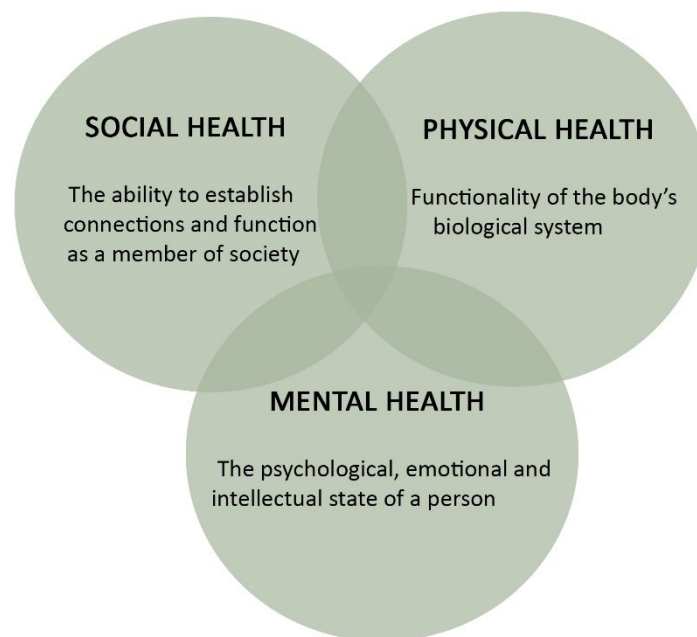 SOCIAL HEALTH
The ability to establish
connections and function
as a member of society
PHYSICAL HEALTH
Functionality of the body’s
biological system
MENTAL HEALTH
The psychological, emotional and
intellectual state of a person